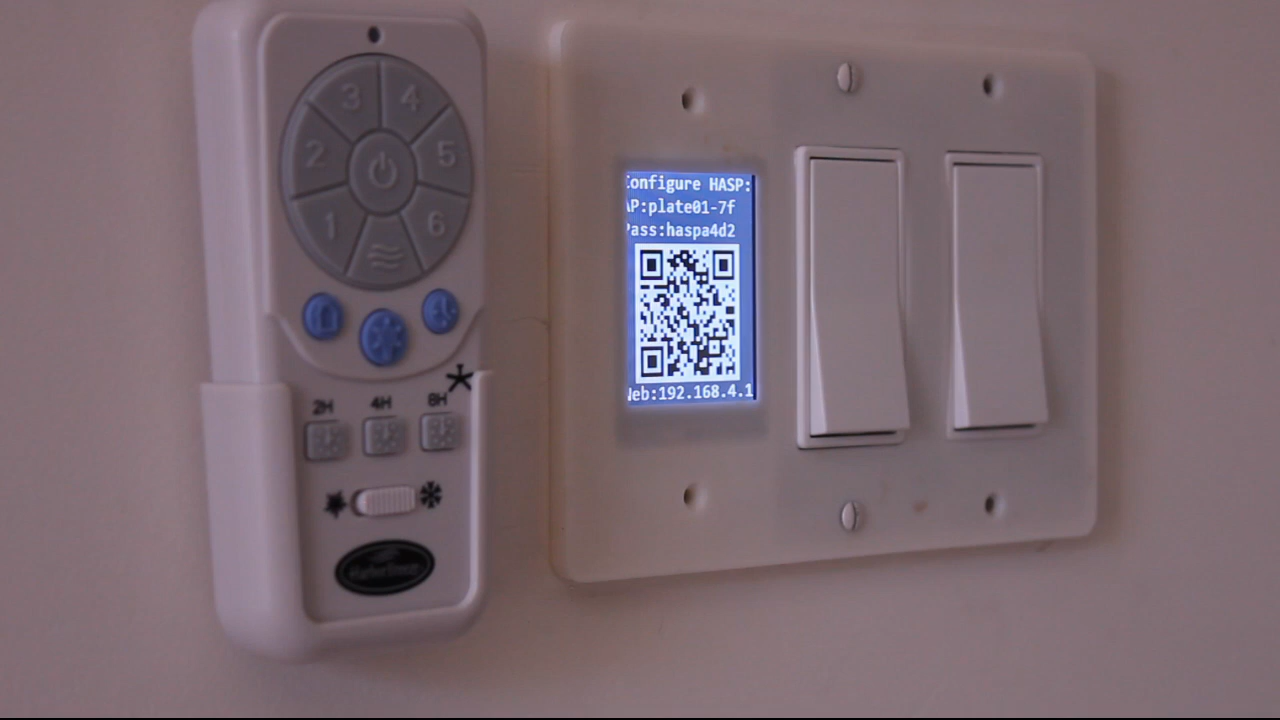 3 4
2 5
1 6
2H 4H 8H
onfigure HASP:
AP:plate01-7f
Pass:haspa4d2
Web:192.168.4.1